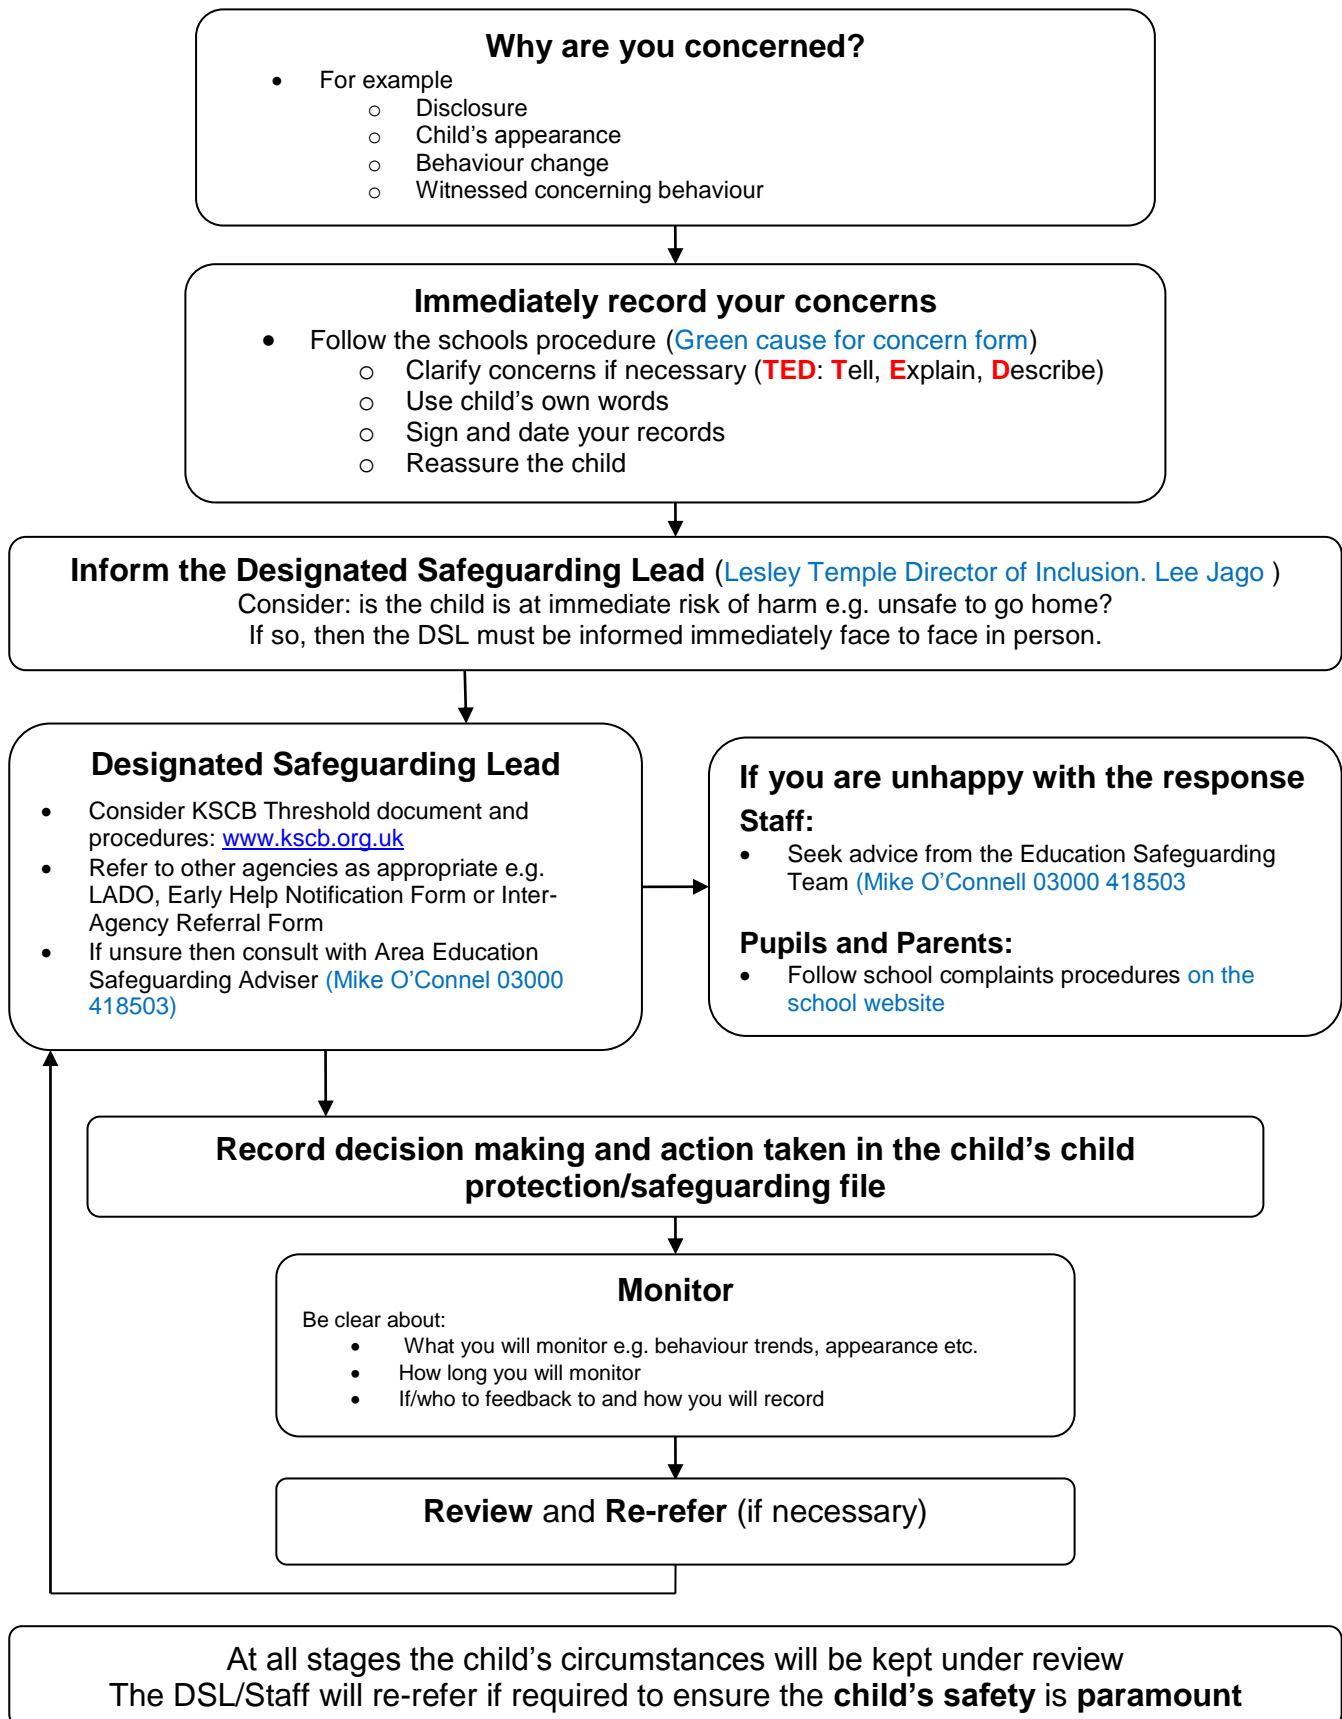 Why are you concerned?
• For example
o Disclosure
o Child’s appearance
o Behaviour change
o Witnessed concerning behaviour
Immediately record your concerns
• Follow the schools procedure (Green cause for concern form)
o Clarify concerns if necessary (TED: Tell, Explain, Describe)
o Use child’s own words
o Sign and date your records
o Reassure the child
Inform the Designated Safeguarding Lead (Lesley Temple Director of Inclusion. Lee Jago )
Consider: is the child is at immediate risk of harm e.g. unsafe to go home?
If so, then the DSL must be informed immediately face to face in person.
Designated Safeguarding Lead
• Consider KSCB Threshold document and
procedures: www.kscb.org.uk
• Refer to other agencies as appropriate e.g.
LADO, Early Help Notification Form or Inter-
Agency Referral Form
• If unsure then consult with Area Education
Safeguarding Adviser (Mike O’Connel 03000
418503)
If you are unhappy with the response
Staff:
• Seek advice from the Education Safeguarding
Team (Mike O’Connell 03000 418503
Pupils and Parents:
• Follow school complaints procedures on the
school website
Record decision making and action taken in the child’s child
protection/safeguarding file
Monitor
Be clear about:
• What you will monitor e.g. behaviour trends, appearance etc.
• How long you will monitor
• If/who to feedback to and how you will record
Review and Re-refer (if necessary)
At all stages the child’s circumstances will be kept under review
The DSL/Staff will re-refer if required to ensure the child’s safety is paramount